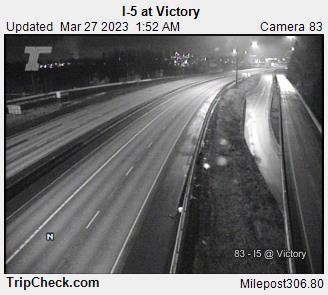 I-5 at Victory
Updated Mar 27 2023 1:52 AM Camera 83
T
N
83 - I5 @ Victory
TripCheck.com Milepost306.80